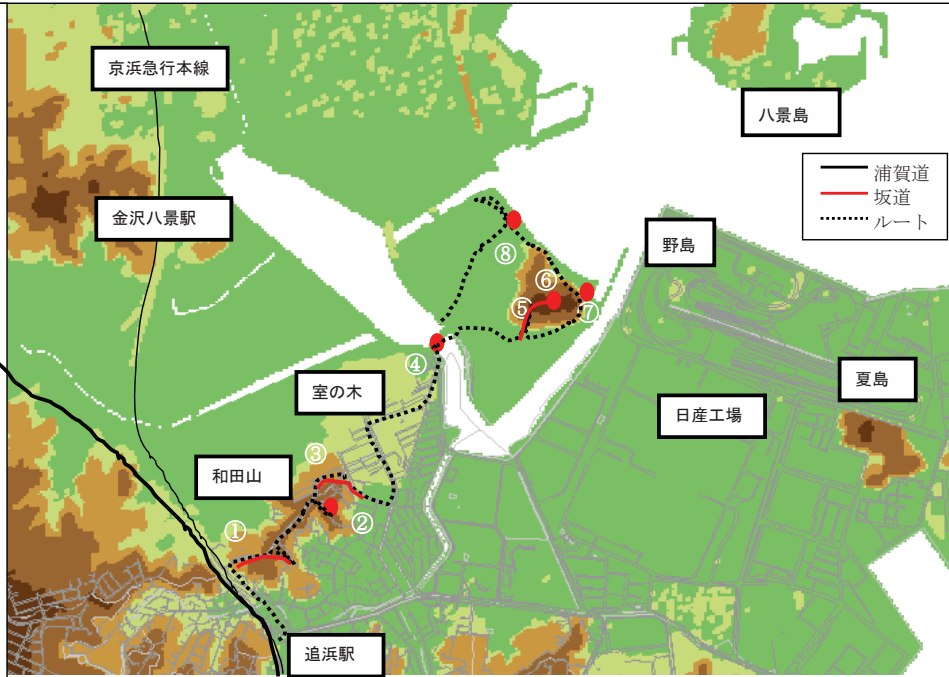 京浜急行本線
八景島
浦賀道
坂道
ルート
金沢八景駅
野島
⑧
⑥
⑤
⑦
夏島
④
室の木
日産工場
③
和田山
②
①
追浜駅